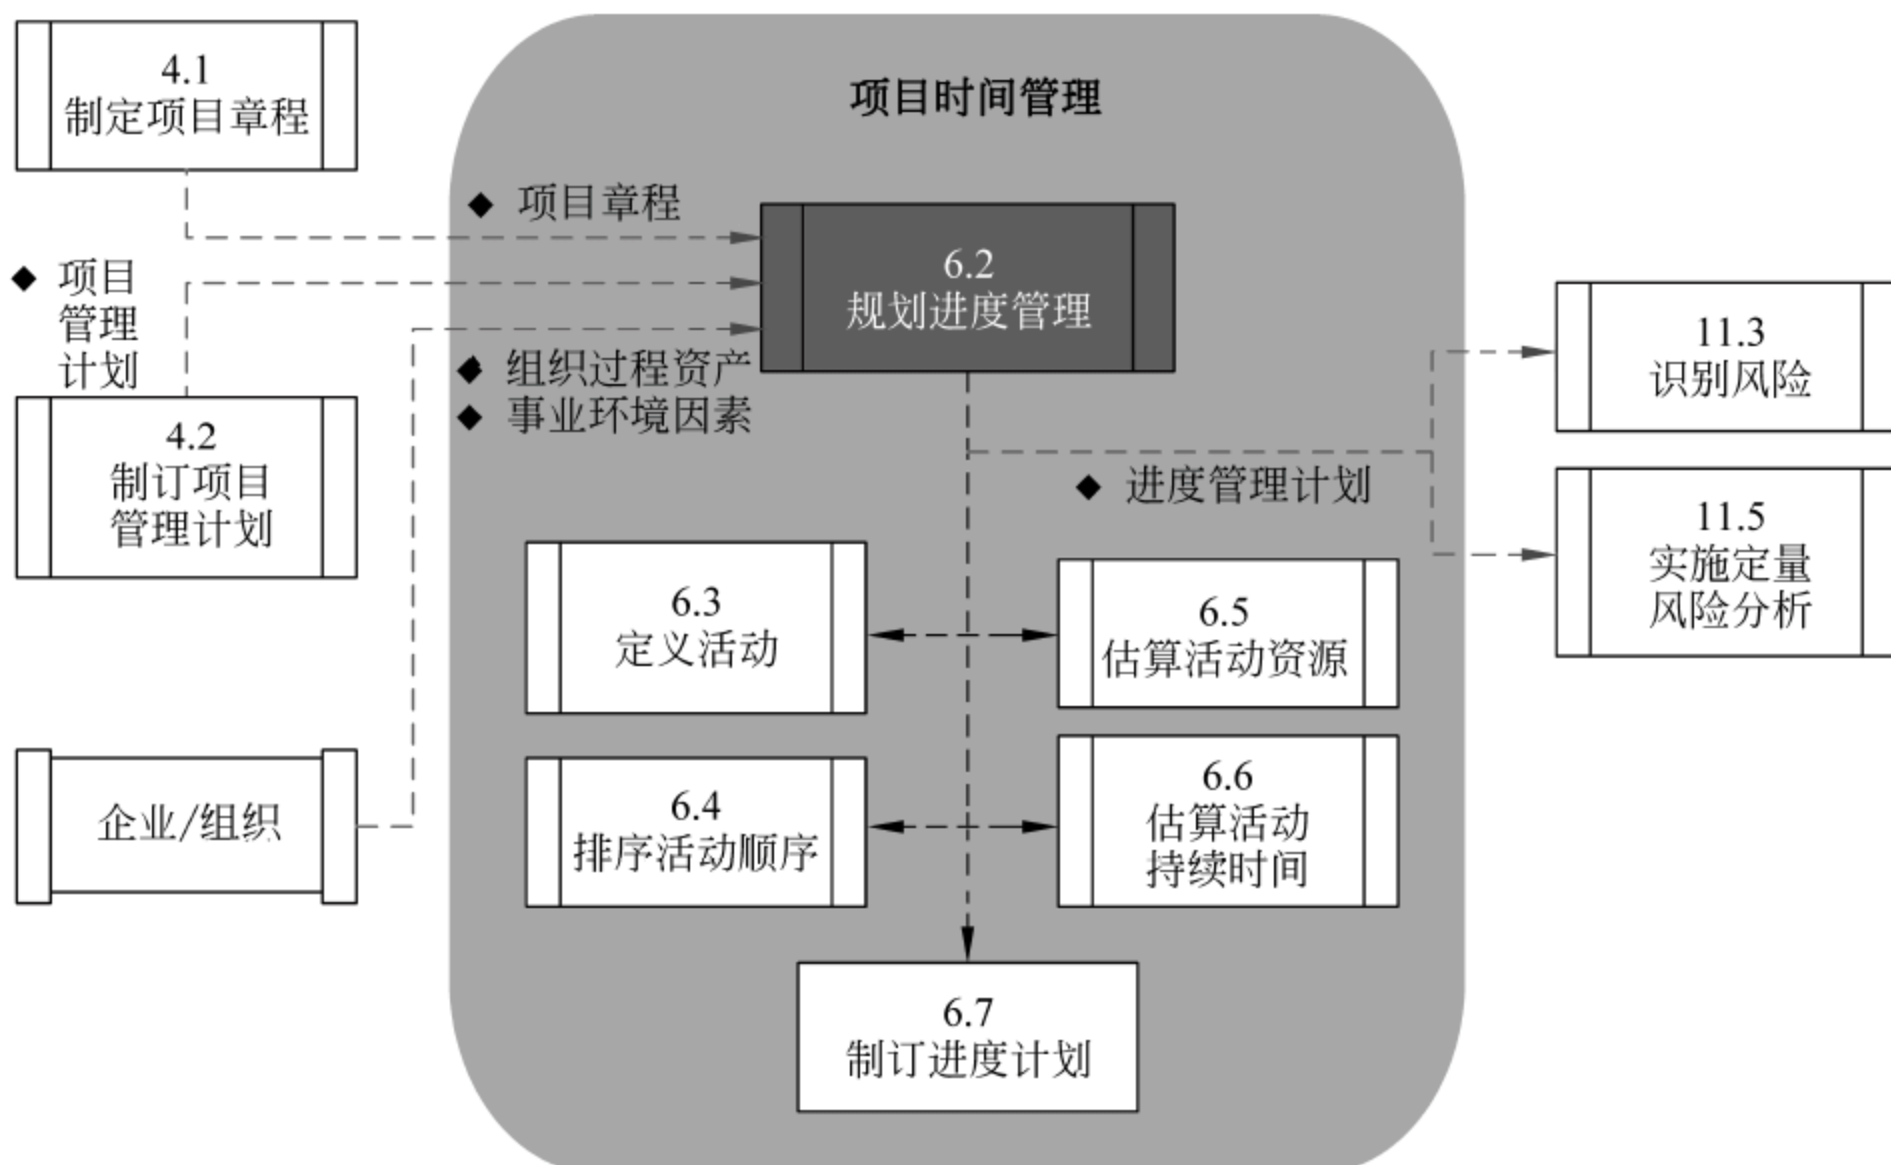 4.1
制定项目章程
项目时间管理
◆ 项目章程
◆ 项目
管理
计划
6.2
规划进度管理
◆ 组织过程资产
◆ 事业环境因素
4.2
制订项目
管理计划
11.3
识别风险
◆ 进度管理计划
11.5
实施定量
风险分析
6.3
定义活动
6.5
估算活动资源
企业/组织
6.4
排序活动顺序
6.6
估算活动
持续时间
6.7
制订进度计划